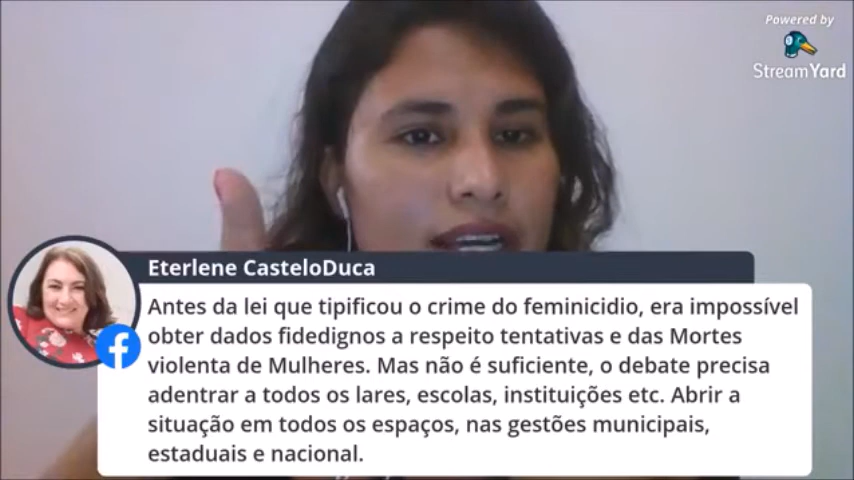 Powered by
StreamYard
Eterlene CasteloDuca
Antes da lei que tipificou o crime do feminicidio, era impossível
obter dados fidedignos a respeito tentativas e das Mortes
violenta de Mulheres. Mas não é suficiente, o debate precisa
adentrar a todos os lares, escolas, instituições etc. Abrir a
situação em todos os espaços, nas gestões municipais,
estaduais e nacional.